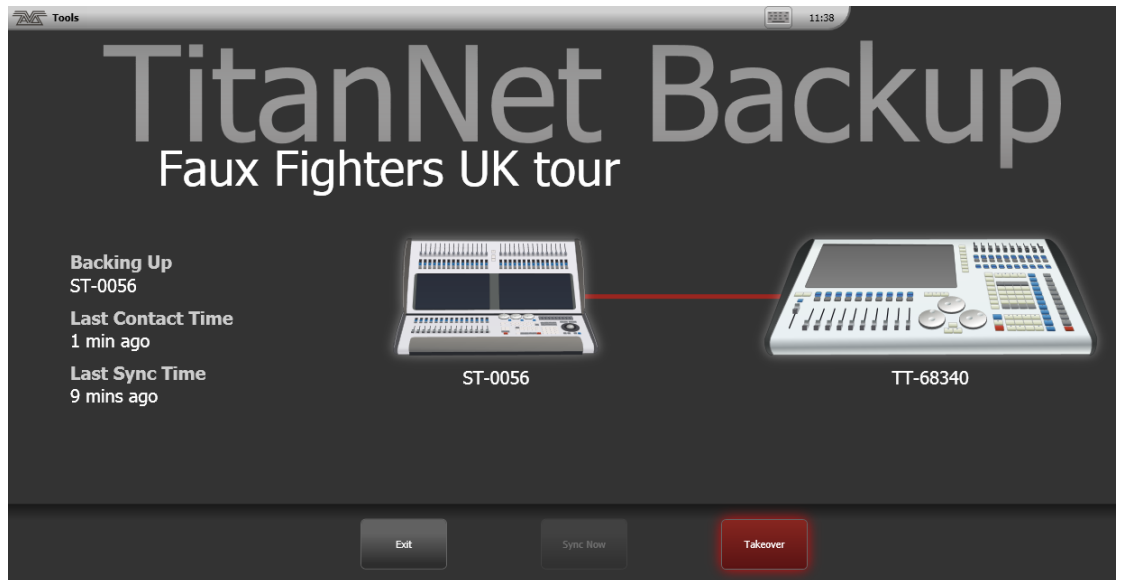 Tools
11:38
TitanNet Backup
Faux Fighters UK tour
Backing Up
ST-0056
Last Contact Time
1 min ago
Last Sync Time
9 mins ago
ST-0056
TT-68340
Exit
Sync Now
Takeover